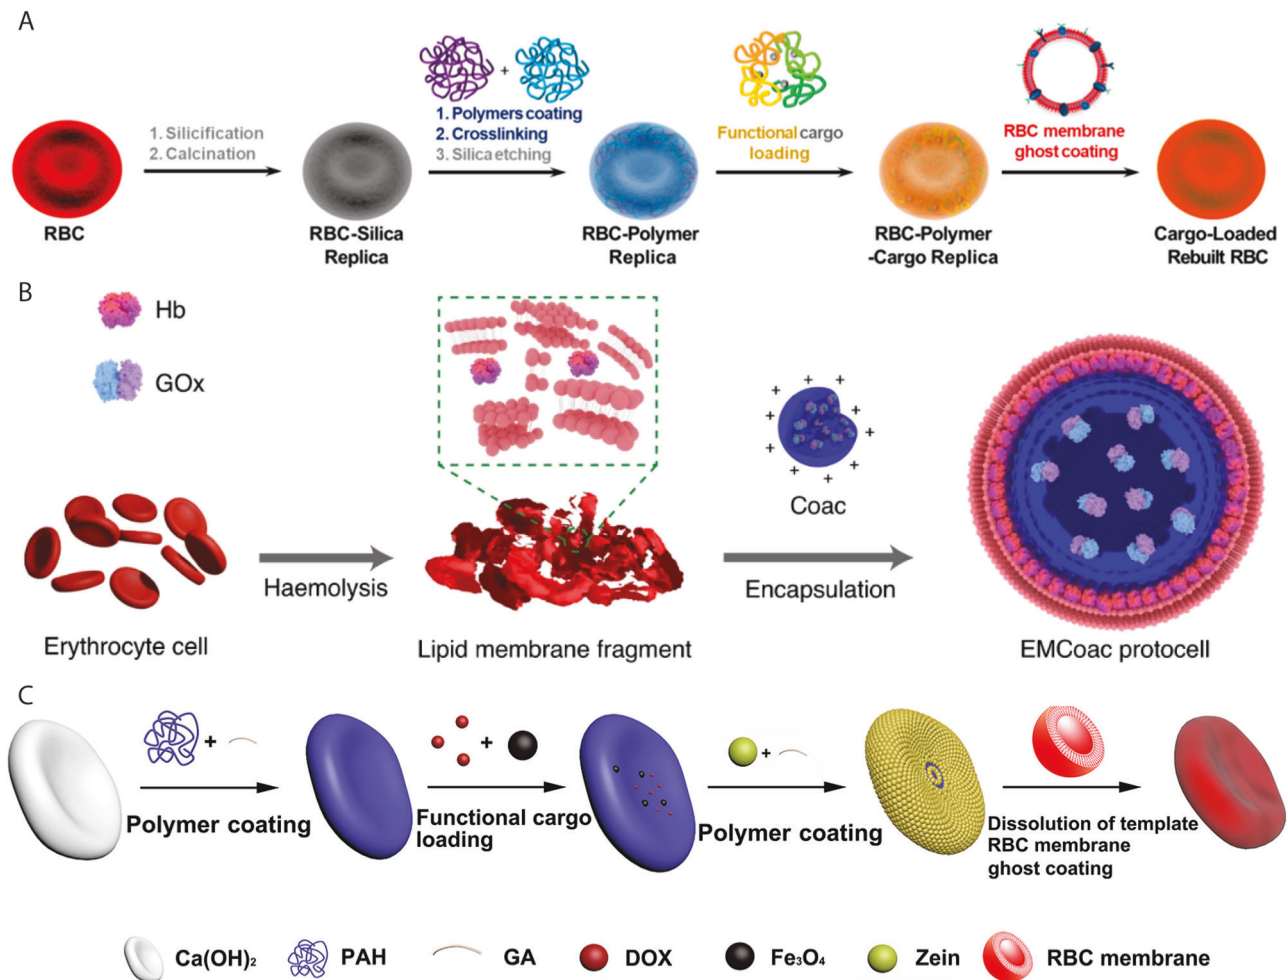 A
+
1. Silicification
2. Calcination
1. Polymers coating
2. Crosslinking
3. Silica etching
Functional cargo
loading
RBC membrane
ghost coating
RBC
RBC-Silica
Replica
RBC-Polymer
Replica
RBC-Polymer
-Cargo Replica
Cargo-Loaded
Rebuilt RBC
B
Hb
GOx
+ + + + + + + + + +
Coac
Haemolysis
Encapsulation
Erythrocyte cell
Lipid membrane fragment
EMCoac protocell
C
+
+
+
Polymer coating
Functional cargo
loading
Polymer coating
Dissolution of template
RBC membrane
ghost coating
Ca(OH)₂
PAH
GA
DOX
Fe₃O₄
Zein
RBC membrane